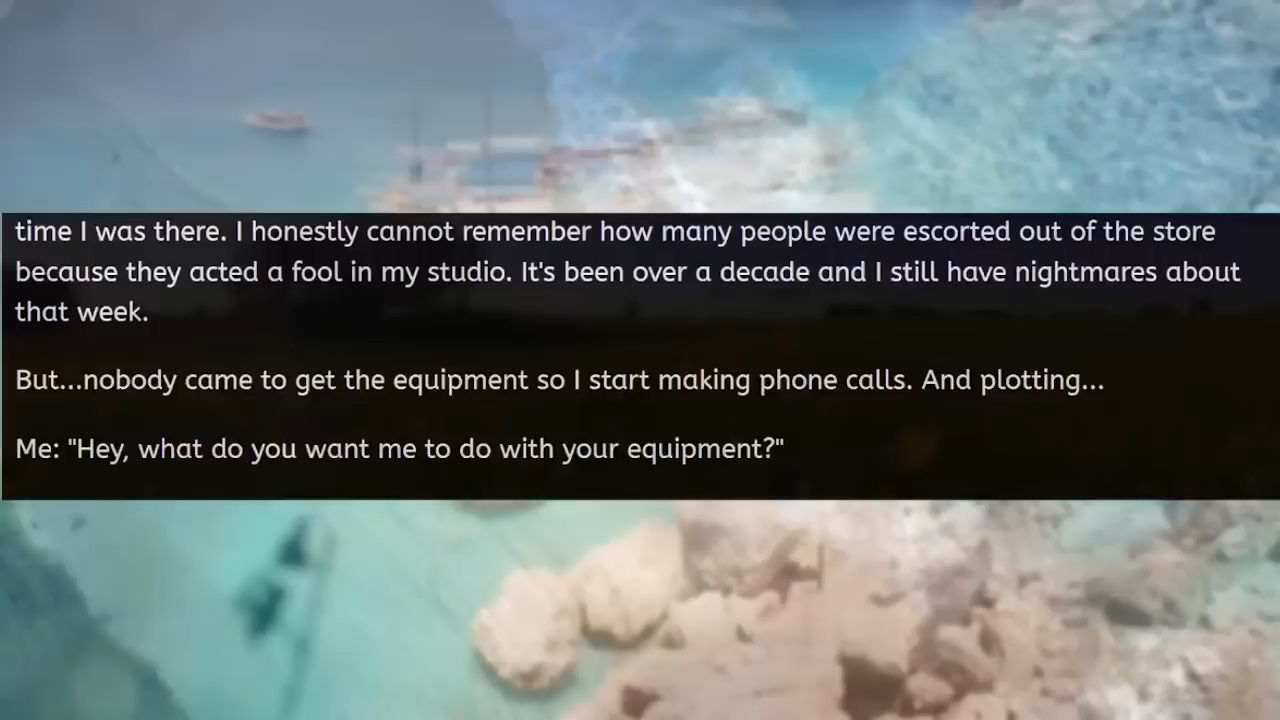 time I was there. I honestly cannot remember how many people were escorted out of the store
because they acted a fool in my studio. It's been over a decade and I still have nightmares about
that week.
But...nobody came to get the equipment so I start making phone calls. And plotting...
Me: "Hey, what do you want me to do with your equipment?"